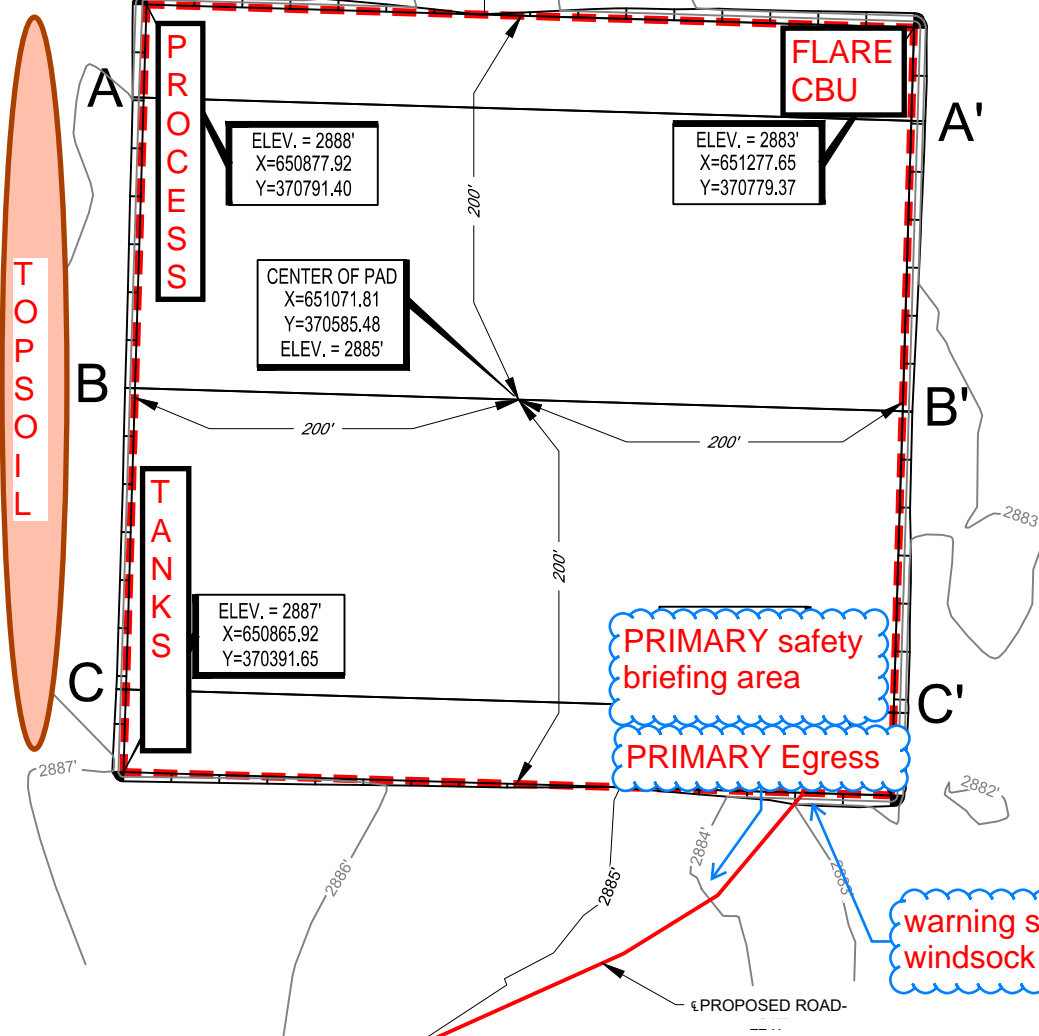 PROCESS
FLARE
CBU
A
A'
ELEV. = 2888'
X=650877.92
Y=370791.40
ELEV. = 2883'
X=651277.65
Y=370779.37
200'
TOPSOIL
CENTER OF PAD
X=651071.81
Y=370585.48
ELEV. = 2885'
B
B'
200'
200'
TANKS
2883
200'
ELEV. = 2887'
X=650865.92
Y=370391.65
PRIMARY safety
briefing area
C
C'
PRIMARY Egress
2887'
2882'
2886'
2885'
2884'
2883'
warning s
windsock
℄PROPOSED ROAD-